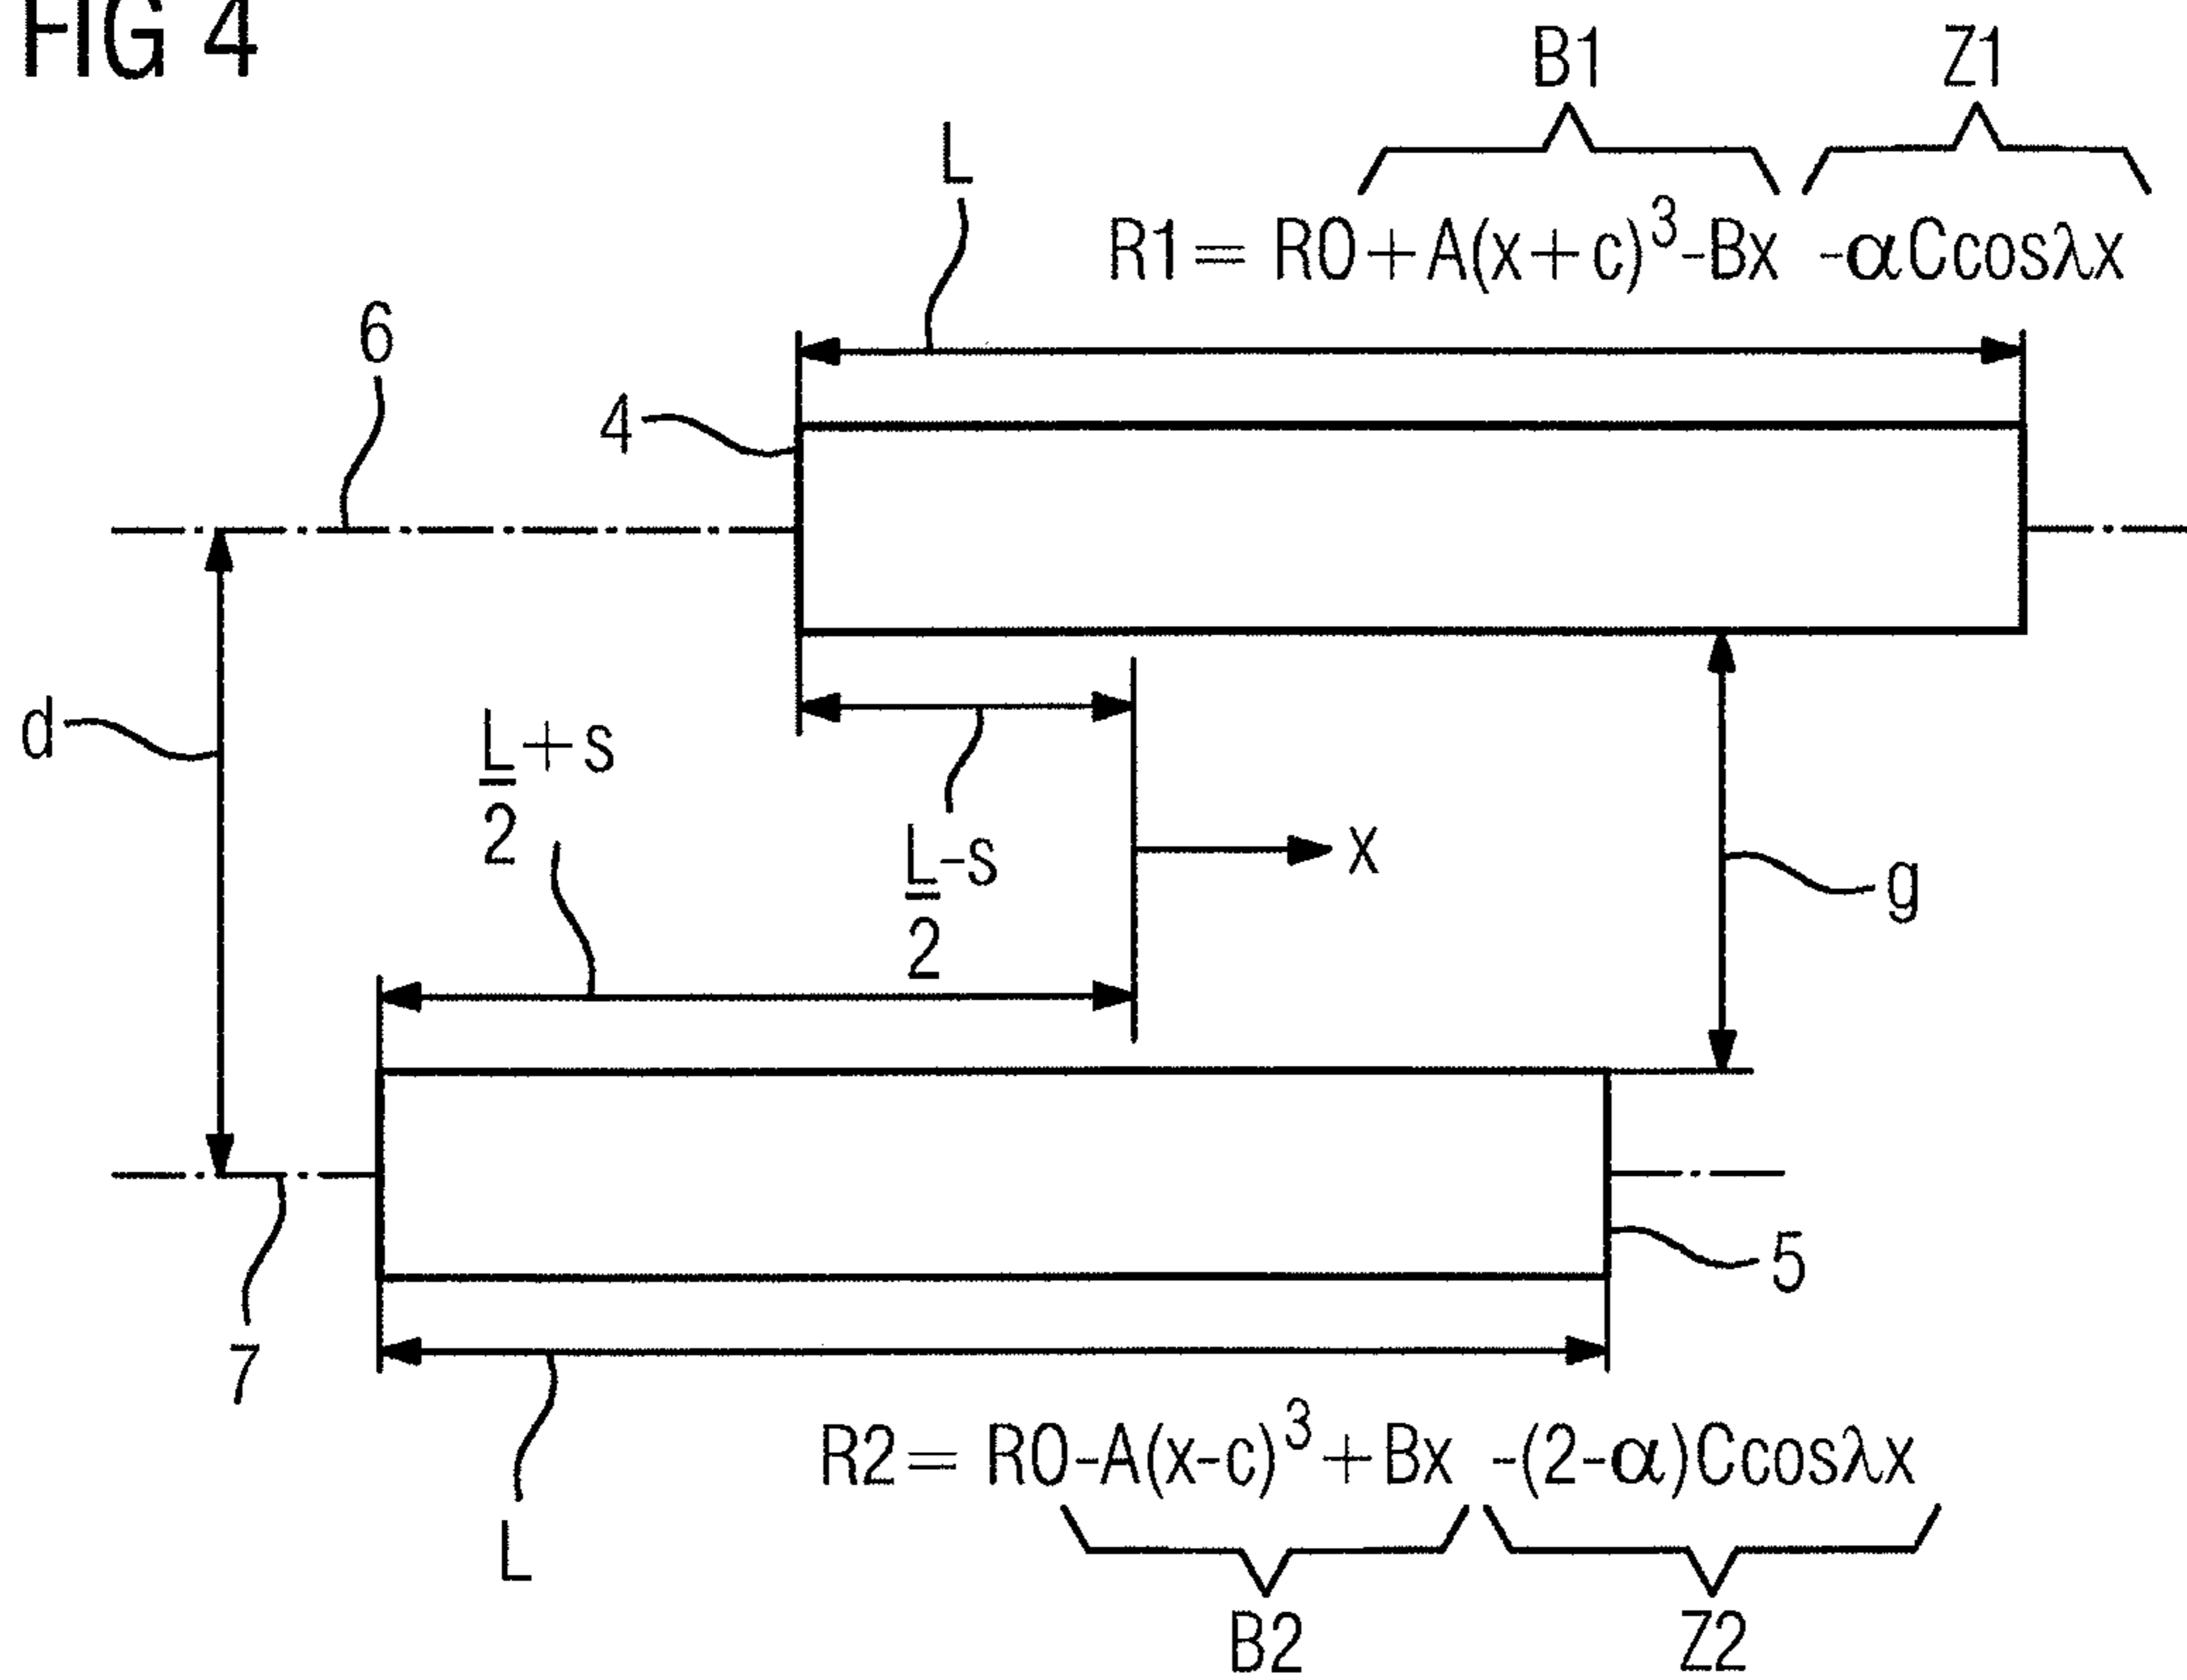 FIG 4
B1
Z1
L
R1= R0+A(x+c)³-Bx -αCcosλx
6
4
d
L+s
2
L-s
2
x
g
7
5
R2= R0-A(x-c)³+Bx -(2-α)Ccosλx
L
B2
Z2